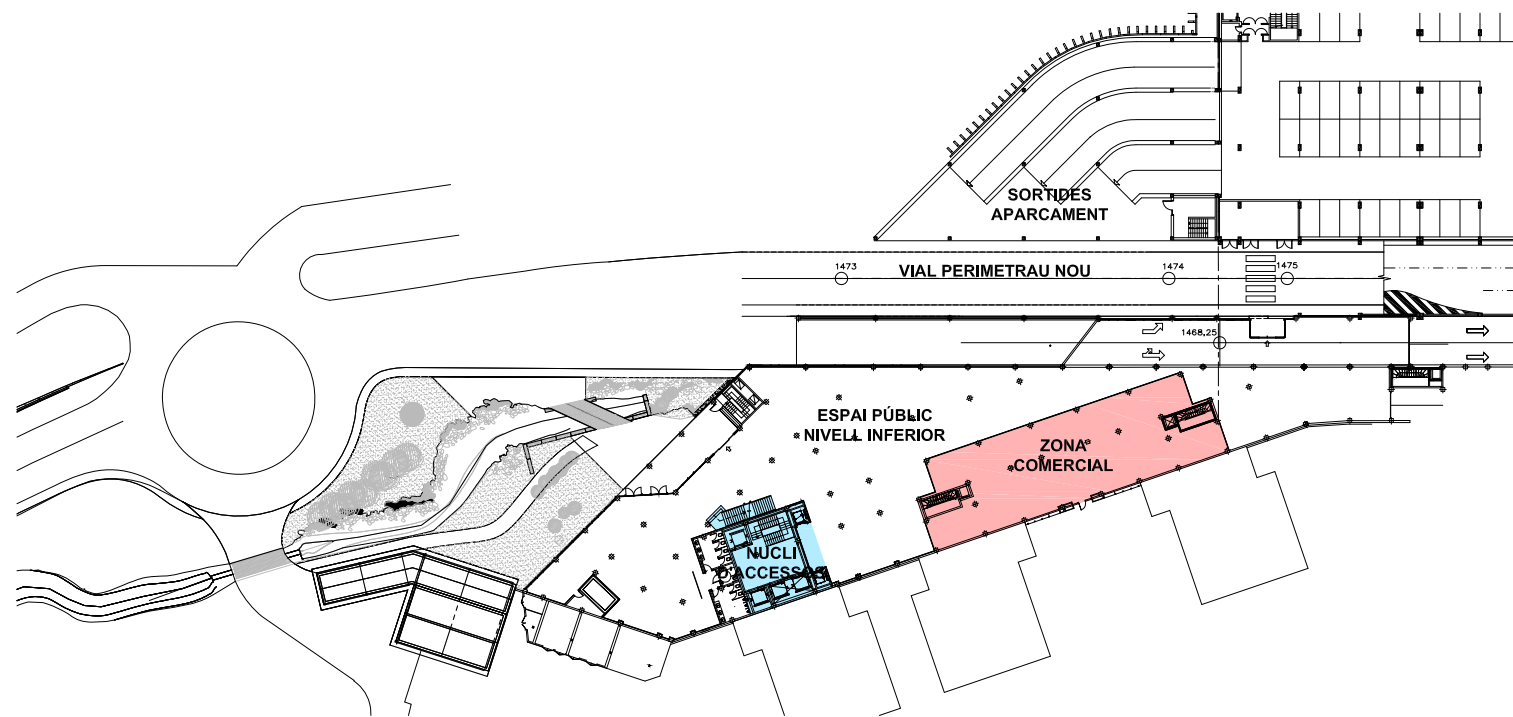 SORTIDES
APARCAMENT
1473
VIAL PERIMETRAU NOU
1474
1475
1468,25
ESPAI PÚBLIC
NIVELL INFERIOR
ZONA
COMERCIAL
NUCLI
D'ACCESSOS